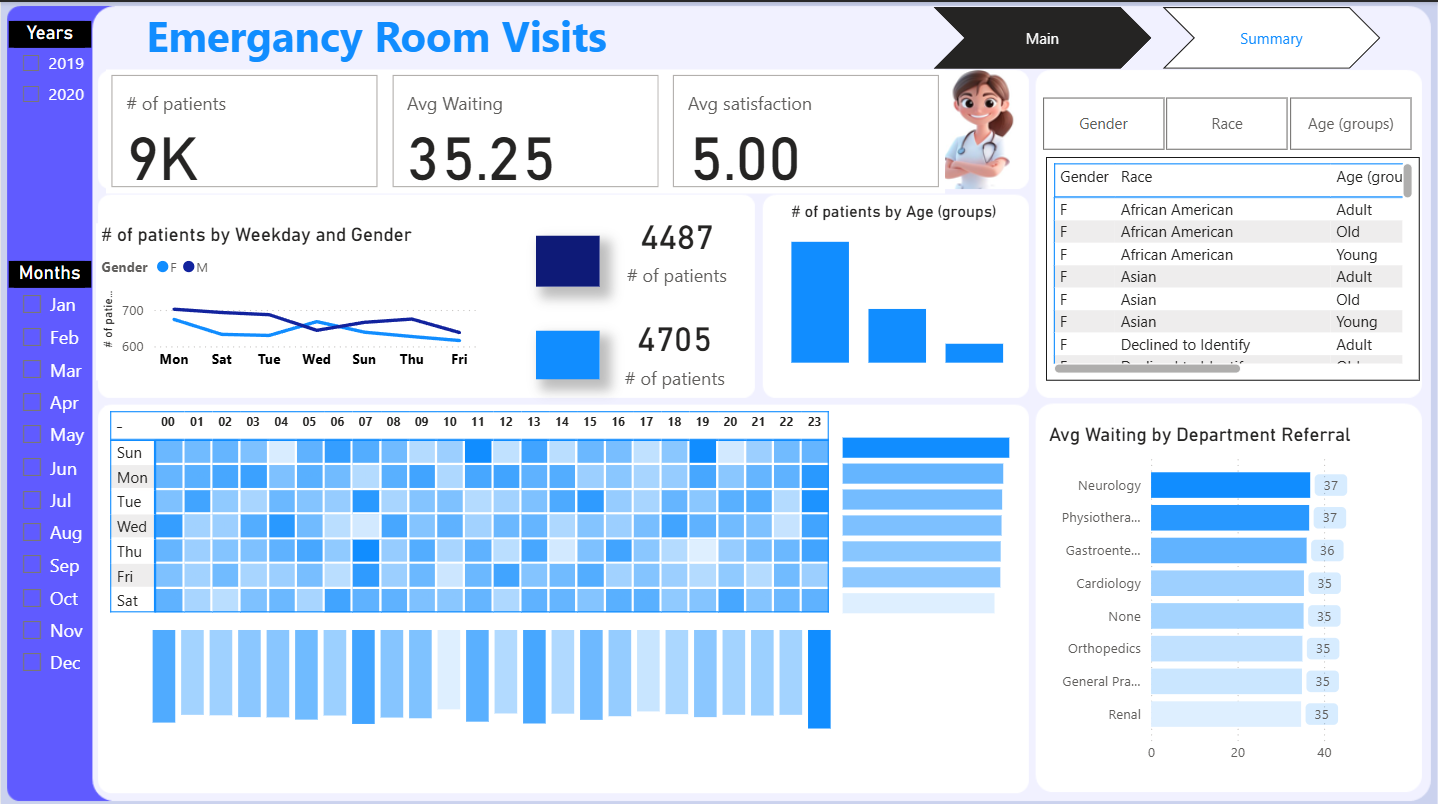 Years
2019
2020
Months
Jan
Feb
Mar
Apr
May
Jun
Jul
Aug
Sep
Oct
Nov
Dec
Emergancy Room Visits
Main
Summary
# of patients
9K
Avg Waiting
35.25
Avg satisfaction
5.00
Gender
Race
Age (groups)
Gender Race Age (grou
F African American Adult
F African American Old
F African American Young
F Asian Adult
F Asian Old
F Asian Young
F Declined to Identify Adult
# of patients by Weekday and Gender
Gender F M
# of patie...
700
600
Mon Sat Tue Wed Sun Thu Fri
4487
# of patients
4705
# of patients
# of patients by Age (groups)
_ 00 01 02 03 04 05 06 07 08 09 10 11 12 13 14 15 16 17 18 19 20 21 22 23
Sun
Mon
Tue
Wed
Thu
Fri
Sat
Avg Waiting by Department Referral
Neurology 37
Physiothera... 37
Gastroente... 36
Cardiology 35
None 35
Orthopedics 35
General Pra... 35
Renal 35
0 20 40